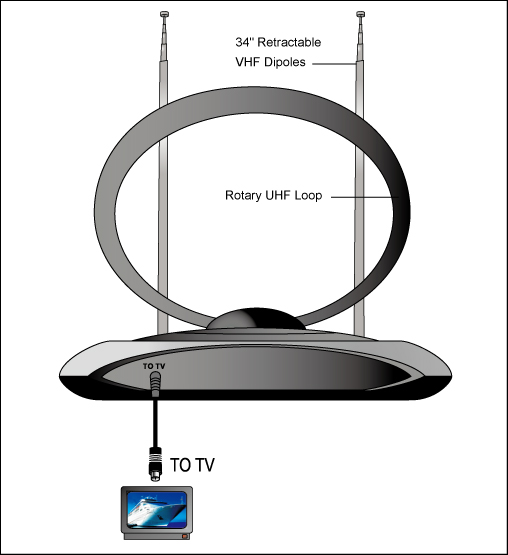 34" Retractable
VHF Dipoles
Rotary UHF Loop
TO TV
TO TV